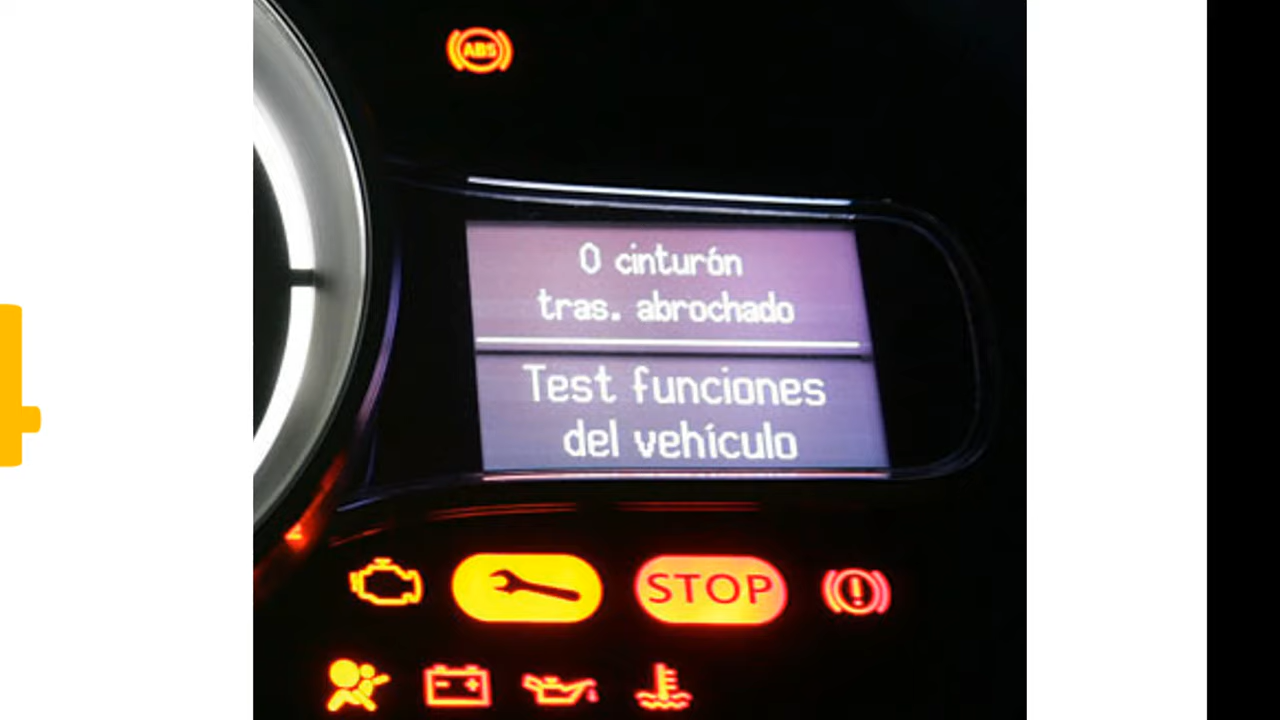 ABS
0 cinturón
tras. abrochado
Test funciones
del vehículo
STOP